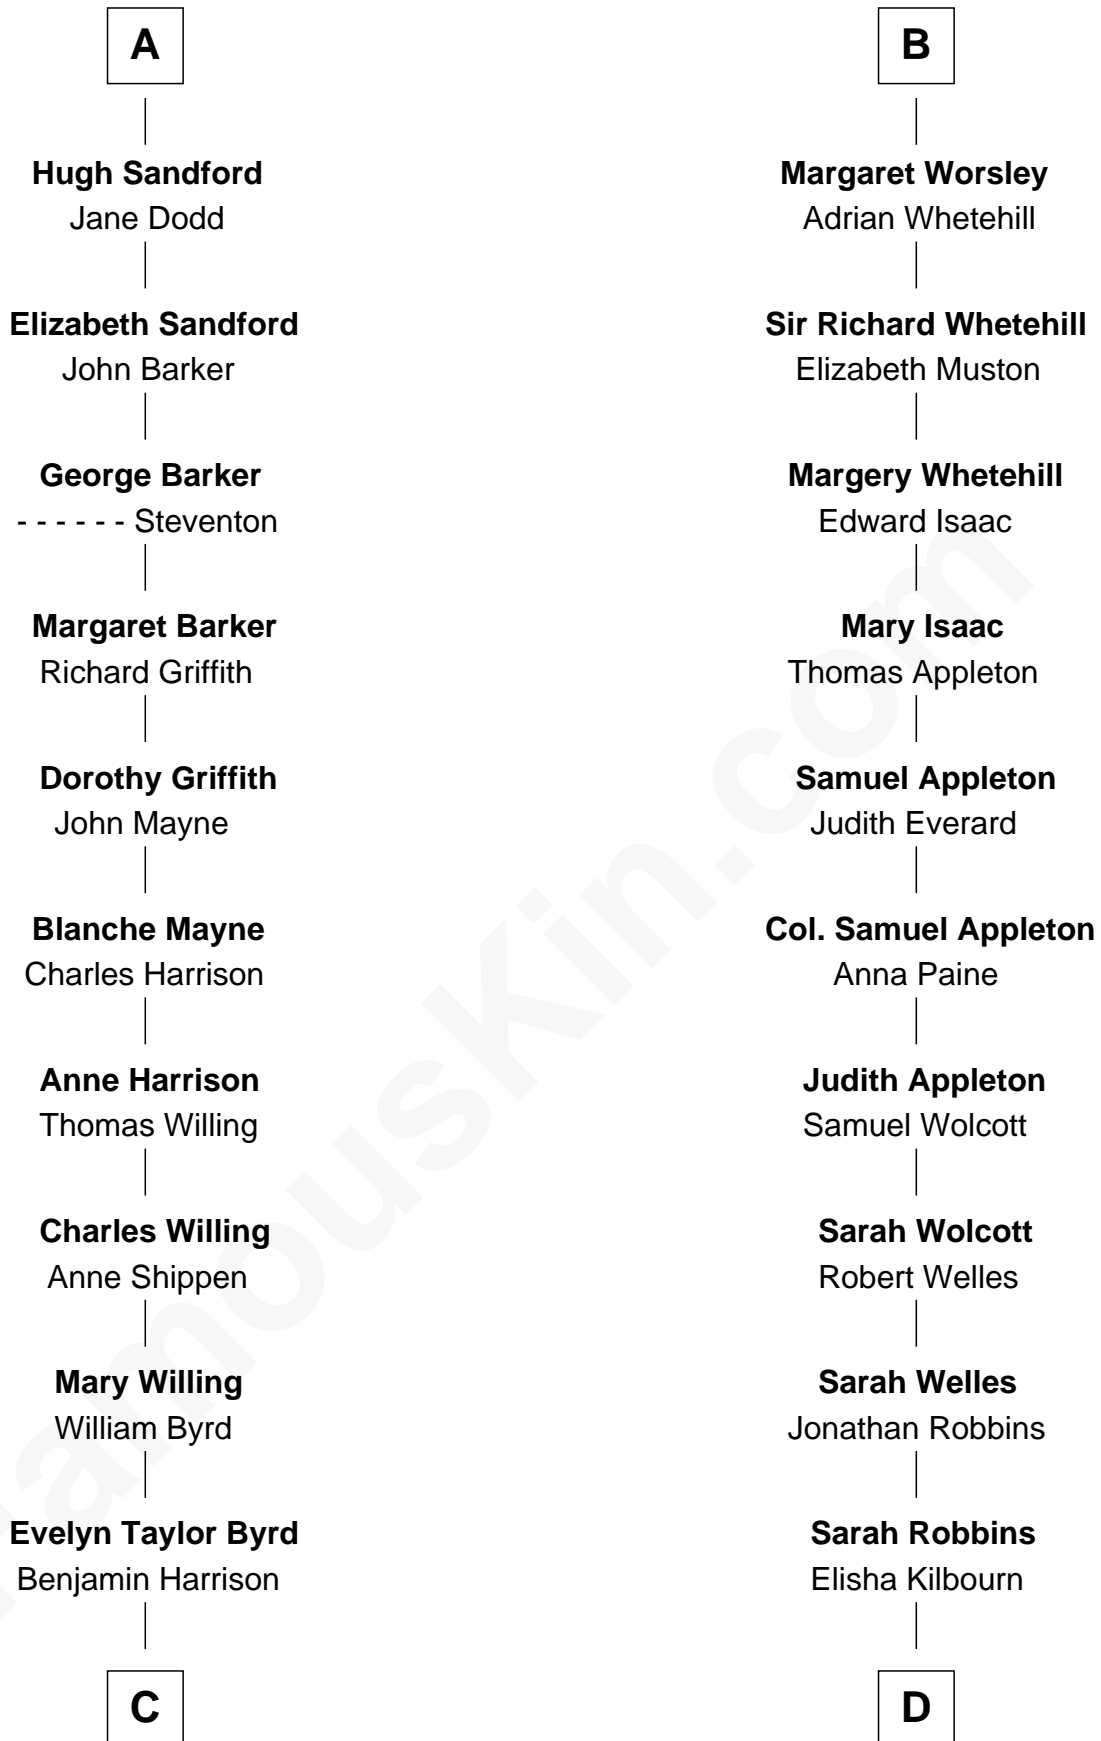 A
Hugh Sandford
Jane Dodd
Elizabeth Sandford
John Barker
George Barker
- - - - - - Steventon
Margaret Barker
Richard Griffith
Dorothy Griffith
John Mayne
Blanche Mayne
Charles Harrison
Anne Harrison
Thomas Willing
Charles Willing
Anne Shippen
Mary Willing
William Byrd
Evelyn Taylor Byrd
Benjamin Harrison
C
B
Margaret Worsley
Adrian Whetehill
Sir Richard Whetehill
Elizabeth Muston
Margery Whetehill
Edward Isaac
Mary Isaac
Thomas Appleton
Samuel Appleton
Judith Everard
Col. Samuel Appleton
Anna Paine
Judith Appleton
Samuel Wolcott
Sarah Wolcott
Robert Welles
Sarah Welles
Jonathan Robbins
Sarah Robbins
Elisha Kilbourn
D
FamousKin.com